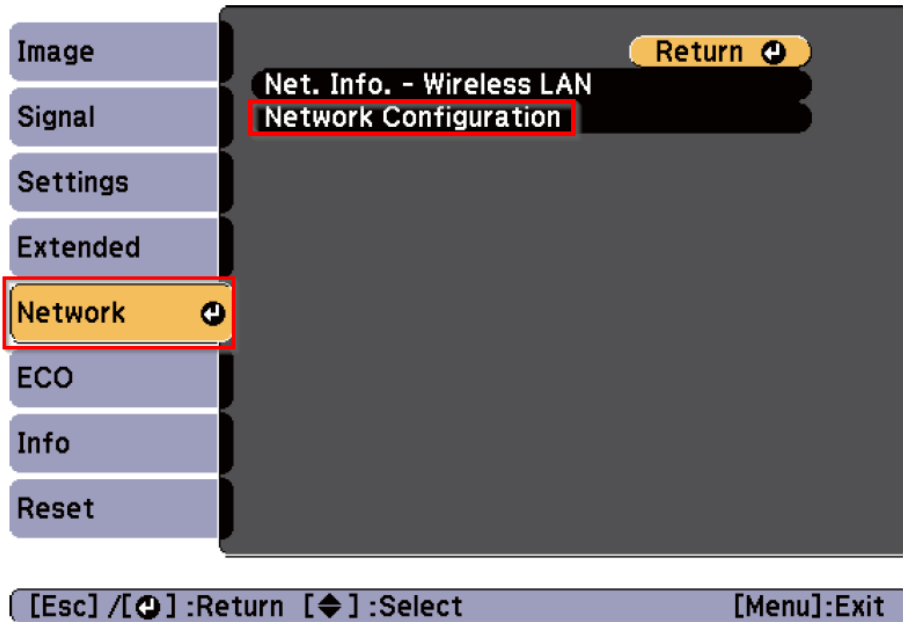 Image
Signal
Settings
Extended
Network
ECO
Info
Reset
Return
Net. Info. - Wireless LAN
Network Configuration
[Esc] /[⏎] :Return [◆] :Select [Menu]:Exit